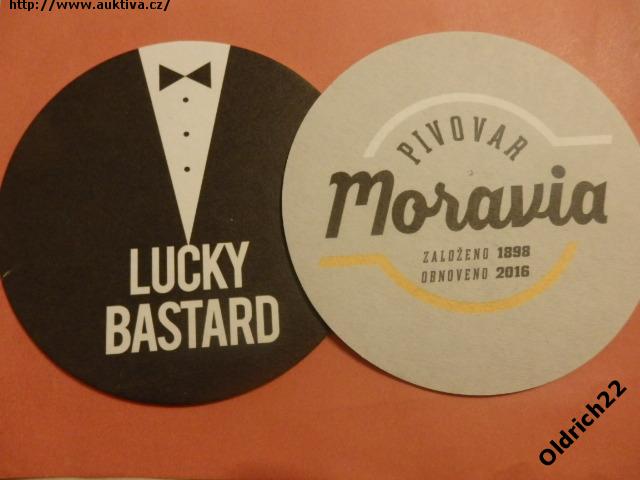 http://www.auktiva.cz/
LUCKY
BASTARD
PIVOVAR
Moravia
ZALOŽENO 1898
OBNOVENO 2016
Oldrich22